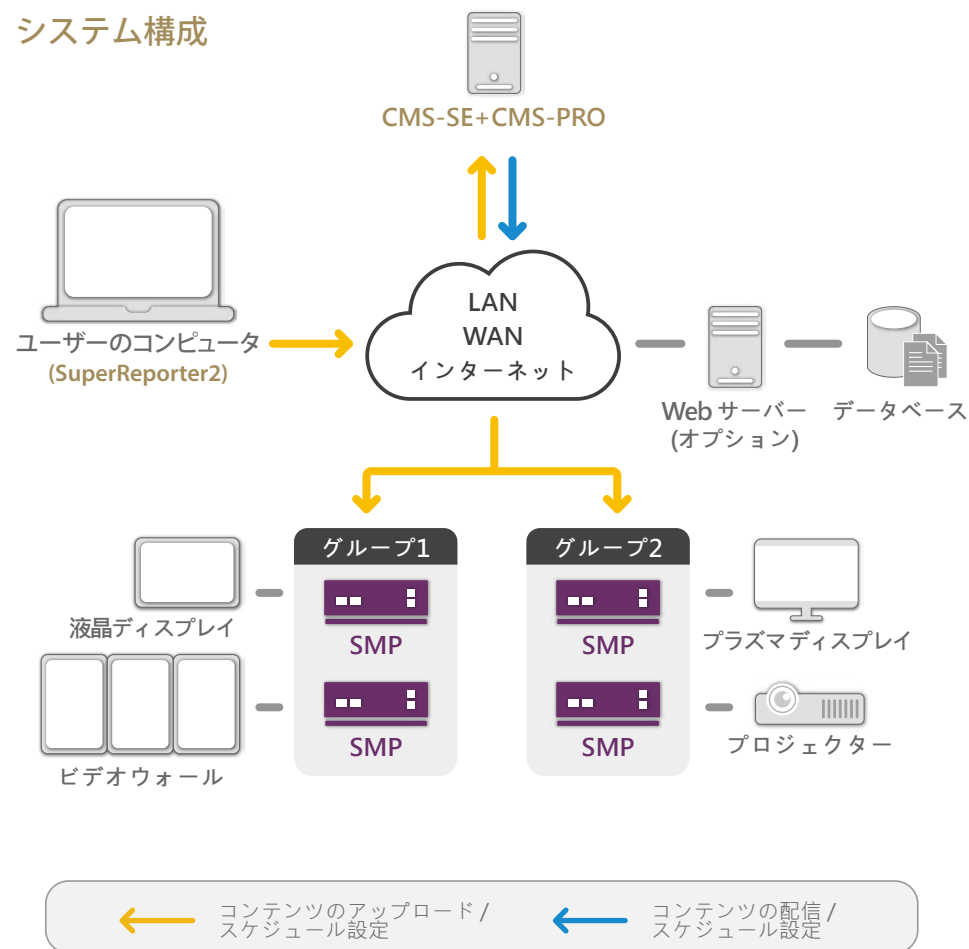 システム構成
CMS-SE+CMS-PRO
ユーザーのコンピュータ
(SuperReporter2)
LAN
WAN
インターネット
Web サーバー
(オプション)
データベース
グループ1
グループ2
液晶ディスプレイ
SMP
SMP
プラズマディスプレイ
ビデオウォール
SMP
SMP
プロジェクター
コンテンツのアップロード /
スケジュール設定
コンテンツの配信 /
スケジュール設定